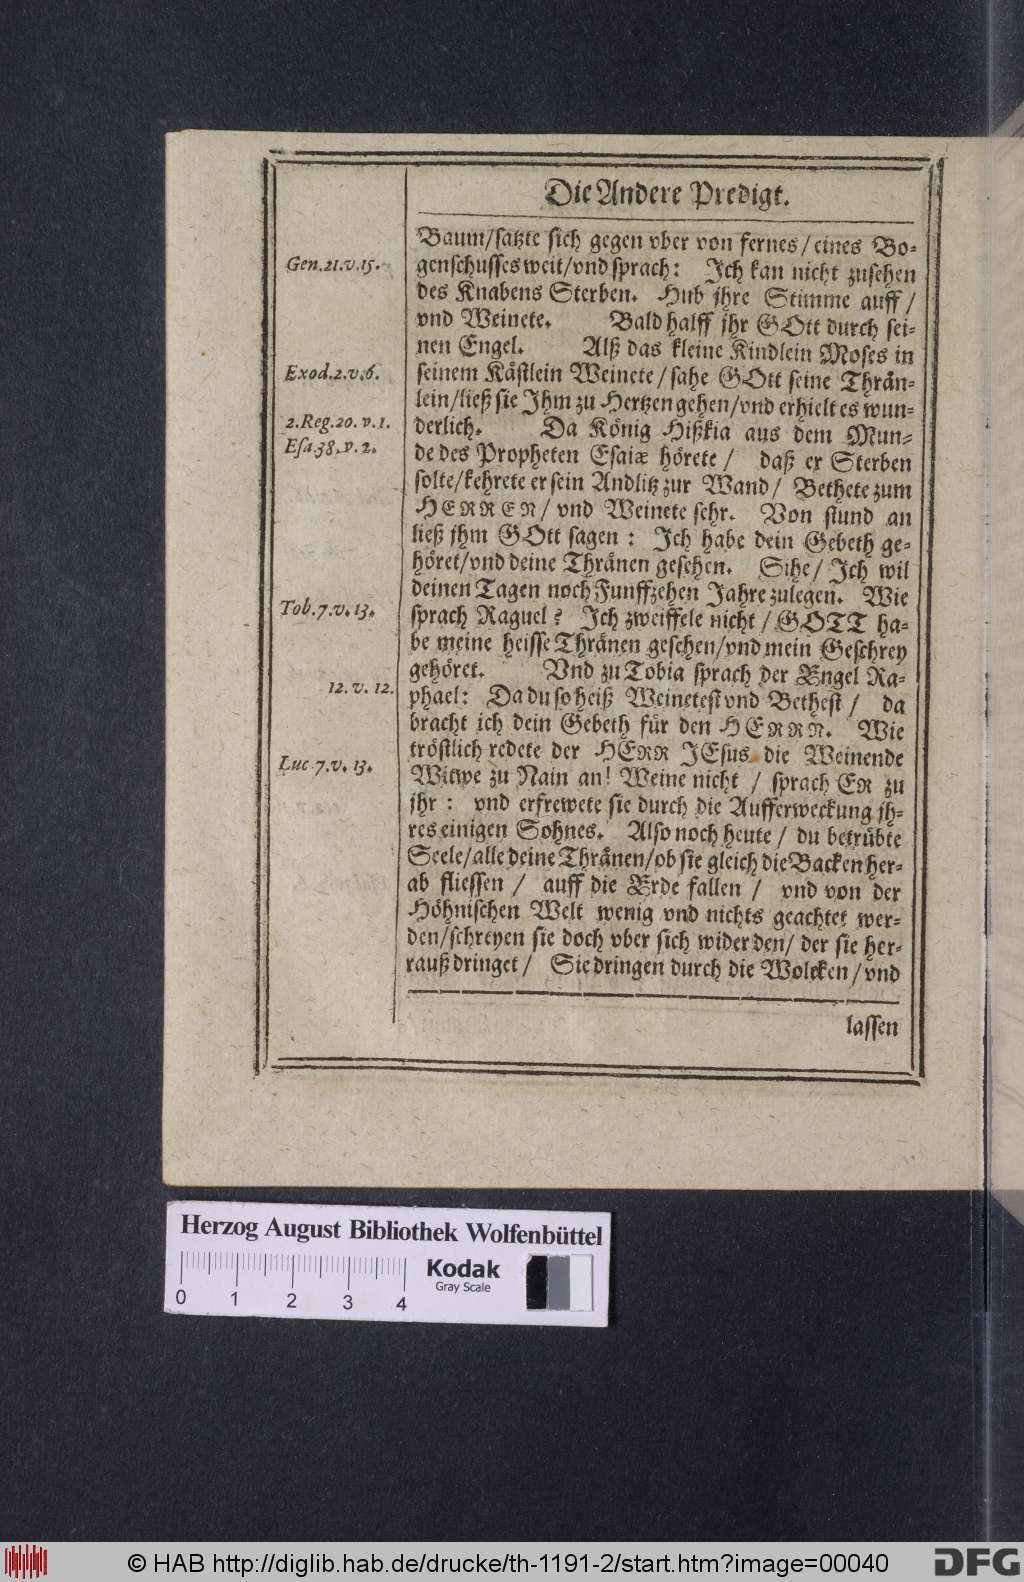 Die Andere Predigt.
Baum/satzte sich gegen vber von fernes/eines Bo-
Gen.21.v.15.
genschusses weit/vnd sprach: Ich kan nicht zusehen
des Knabens Sterben. Hub jhre Stimme auff/
vnd Weinete. Bald halff jhr GOtt durch sei-
nen Engel. Alß das kleine Kindlein Moses in
Exod.2.v.6.
seinem Kästlein Weinete/sahe GOtt seine Thrän-
lein/ließ sie Jhm zu Hertzen gehen/vnd erhielt es wun-
2.Reg.20.v.1.
derlich. Da König Hißkia aus dem Mun-
Esa.38.v.2.
de des Propheten Esaiæ hörete/ daß er Sterben
solte/kehrete er sein Andlitz zur Wand/ Bethete zum
HERREN/ vnd Weinete sehr. Von stund an
ließ jhm GOtt sagen: Ich habe dein Gebeth ge-
höret/vnd deine Thränen gesehen. Sihe/ Ich wil
deinen Tagen noch Funffzehen Jahre zulegen. Wie
Tob.7.v.13.
sprach Raguel? Ich zweiffele nicht/GOTT ha-
be meine heisse Thränen gesehen/vnd mein Geschrey
gehöret. Vnd zu Tobia sprach der Engel Ra-
12.v.12.
phael: Da du so heiß Weinetest vnd Bethest/ da
bracht ich dein Gebeth für den HERRN. Wie
tröstlich redete der HERR JEsus die Weinende
Luc.7.v.13.
Witwe zu Nain an! Weine nicht/ sprach ER zu
jhr: vnd erfrewete sie durch die Aufferweckung jh-
res einigen Sohnes. Also noch heute/ du betrübte
Seele/alle deine Thränen/ob sie gleich die Backen her-
ab fliessen/ auff die Erde fallen/ vnd von der
Höhnischen Welt wenig vnd nichts geachtet wer-
den/schreyen sie doch vber sich wider den/ der sie her-
rauß dringet/ Sie dringen durch die Wolcken/vnd
lassen
Herzog August Bibliothek Wolfenbüttel
0 1 2 3 4
Kodak
Gray Scale
© HAB http://diglib.hab.de/drucke/th-1191-2/start.htm?image=00040
DFG